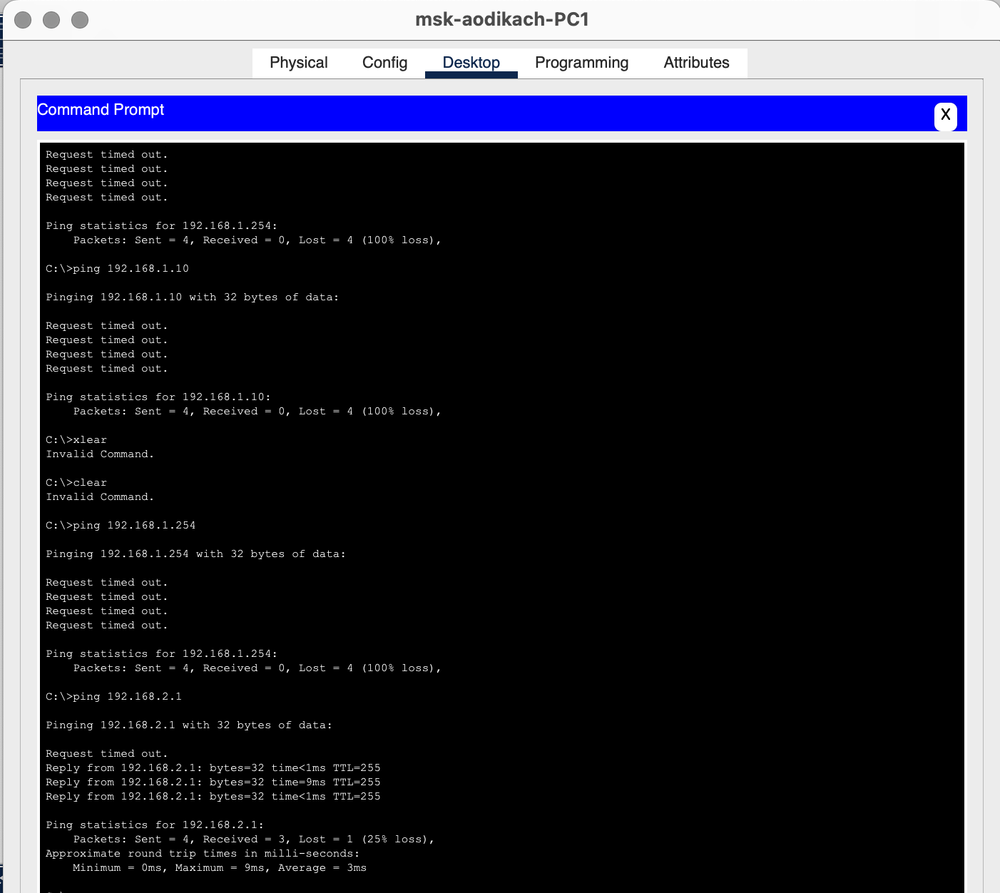 msk-aodikach-PC1
Physical Config Desktop Programming Attributes
Command Prompt
X
Request timed out.
Request timed out.
Request timed out.
Request timed out.
Ping statistics for 192.168.1.254:
Packets: Sent = 4, Received = 0, Lost = 4 (100% loss),
C:\>ping 192.168.1.10
Pinging 192.168.1.10 with 32 bytes of data:
Request timed out.
Request timed out.
Request timed out.
Request timed out.
Ping statistics for 192.168.1.10:
Packets: Sent = 4, Received = 0, Lost = 4 (100% loss),
C:\>xlear
Invalid Command.
C:\>clear
Invalid Command.
C:\>ping 192.168.1.254
Pinging 192.168.1.254 with 32 bytes of data:
Request timed out.
Request timed out.
Request timed out.
Request timed out.
Ping statistics for 192.168.1.254:
Packets: Sent = 4, Received = 0, Lost = 4 (100% loss),
C:\>ping 192.168.2.1
Pinging 192.168.2.1 with 32 bytes of data:
Request timed out.
Reply from 192.168.2.1: bytes=32 time<1ms TTL=255
Reply from 192.168.2.1: bytes=32 time=9ms TTL=255
Reply from 192.168.2.1: bytes=32 time<1ms TTL=255
Ping statistics for 192.168.2.1:
Packets: Sent = 4, Received = 3, Lost = 1 (25% loss),
Approximate round trip times in milli-seconds:
Minimum = 0ms, Maximum = 9ms, Average = 3ms